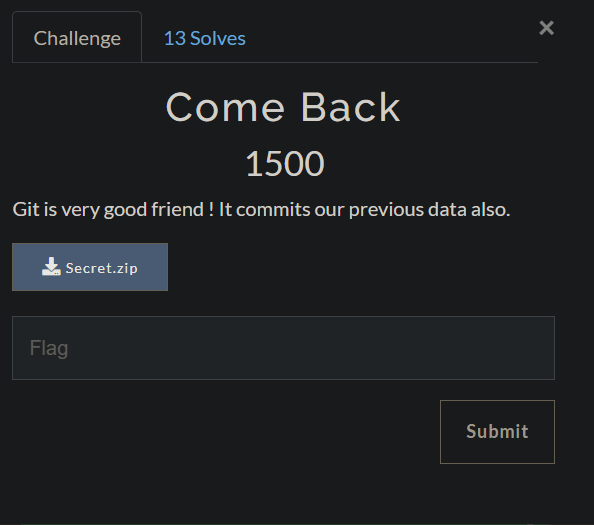 Challenge
13 Solves
×
Come Back
1500
Git is very good friend ! It commits our previous data also.
Secret.zip
Flag
Submit